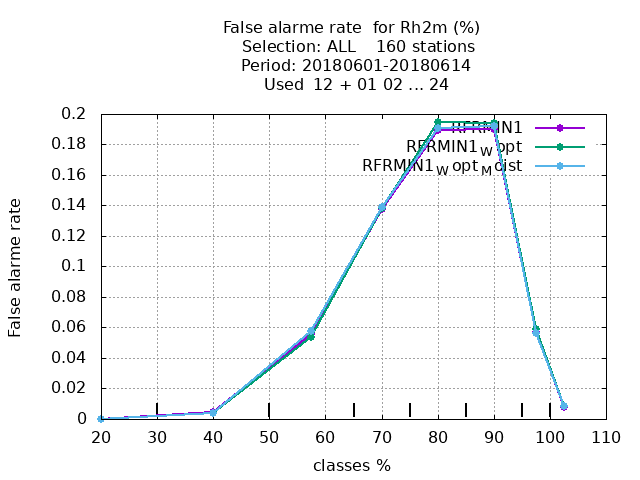 False alarme rate  for Rh2m (%)
Selection: ALL    160 stations
Period: 20180601-20180614
Used  12 + 01 02 ... 24
RFRMIN1
RFRMIN1_W opt
RFRMIN1_W opt_M oist
0.2
0.18
0.16
0.14
0.12
0.1
0.08
0.06
0.04
0.02
0
False alarme rate
20 30 40 50 60 70 80 90 100 110
classes %